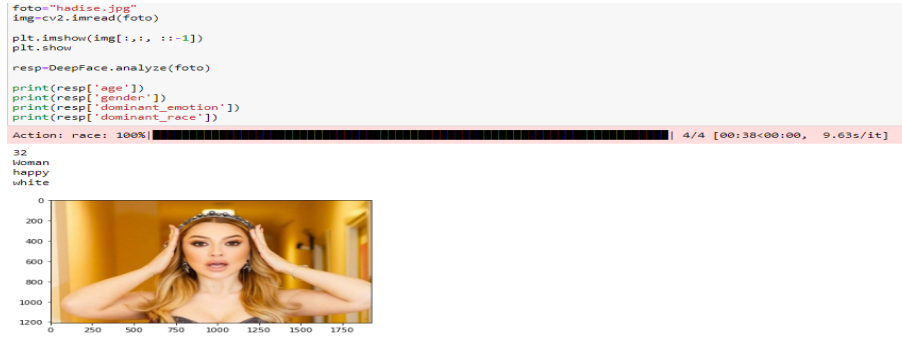 foto="hadise.jpg"
img=cv2.imread(foto)
plt.imshow(img[:,:, ::-1])
plt.show
resp=DeepFace.analyze(foto)
print(resp['age'])
print(resp['gender'])
print(resp['dominant_emotion'])
print(resp['dominant_race'])
Action: race: 100%| | 4/4 [00:38<00:00, 9.63s/it]
32
Woman
happy
white
0
200
400
600
800
1000
1200
0 250 500 750 1000 1250 1500 1750